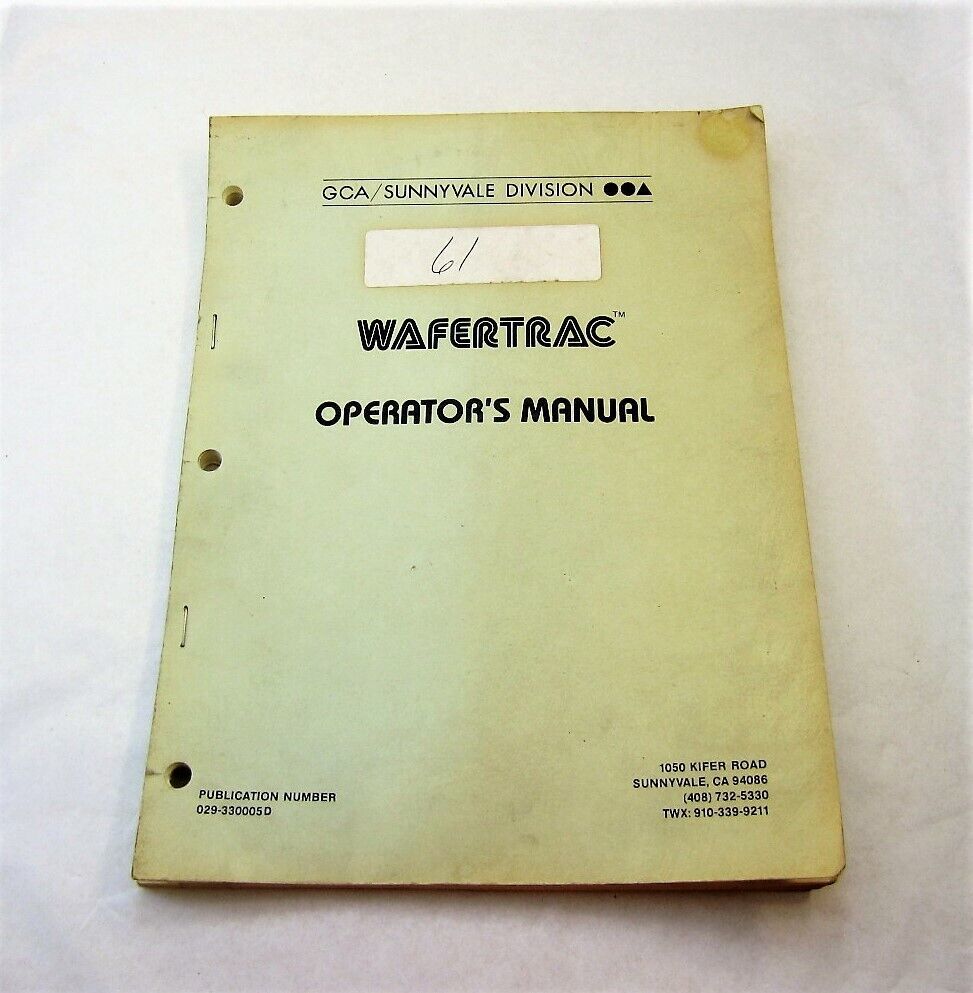 GCA/SUNNYVALE DIVISION
61
WAFERTRAC™
OPERATOR'S MANUAL
PUBLICATION NUMBER
029-330005D
1050 KIFER ROAD
SUNNYVALE, CA 94086
(408) 732-5330
TWX: 910-339-9211